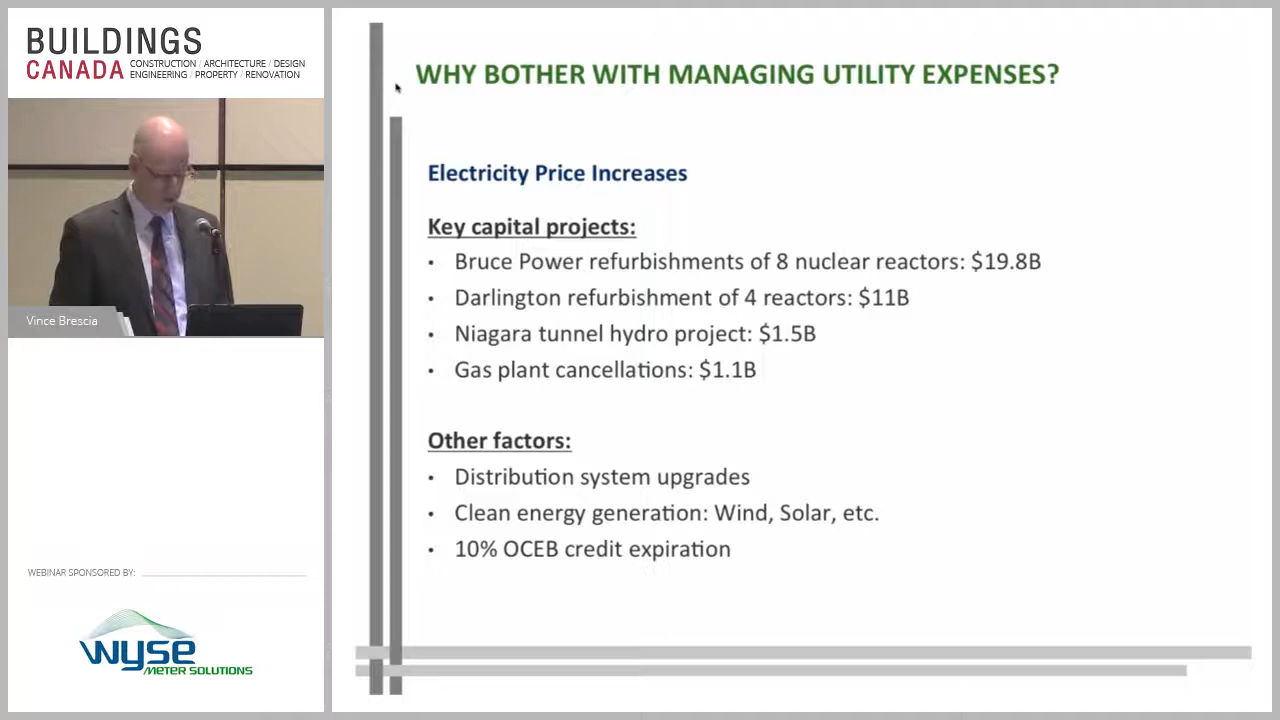 BUILDINGS
CANADA CONSTRUCTION / ARCHITECTURE / DESIGN
ENGINEERING / PROPERTY / RENOVATION
Vince Brescia
WEBINAR SPONSORED BY:
wyse
METER SOLUTIONS
WHY BOTHER WITH MANAGING UTILITY EXPENSES?
Electricity Price Increases
Key capital projects:
• Bruce Power refurbishments of 8 nuclear reactors: $19.8B
• Darlington refurbishment of 4 reactors: $11B
• Niagara tunnel hydro project: $1.5B
• Gas plant cancellations: $1.1B
Other factors:
• Distribution system upgrades
• Clean energy generation: Wind, Solar, etc.
• 10% OCEB credit expiration